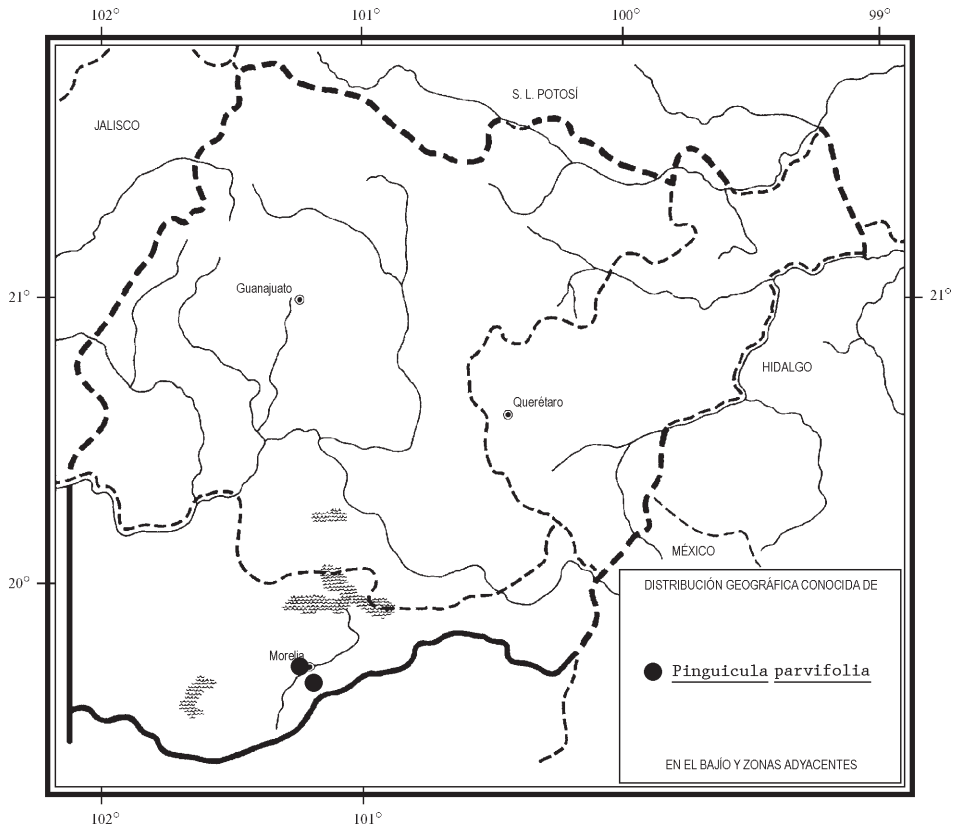 102°
101°
100°
99°
S. L. POTOSÍ
JALISCO
Guanajuato
21°
21°
HIDALGO
Querétaro
MÉXICO
20°
DISTRIBUCIÓN GEOGRÁFICA CONOCIDA DE
Morelia
Pinguicula parvifolia
EN EL BAJÍO Y ZONAS ADYACENTES
102°
101°